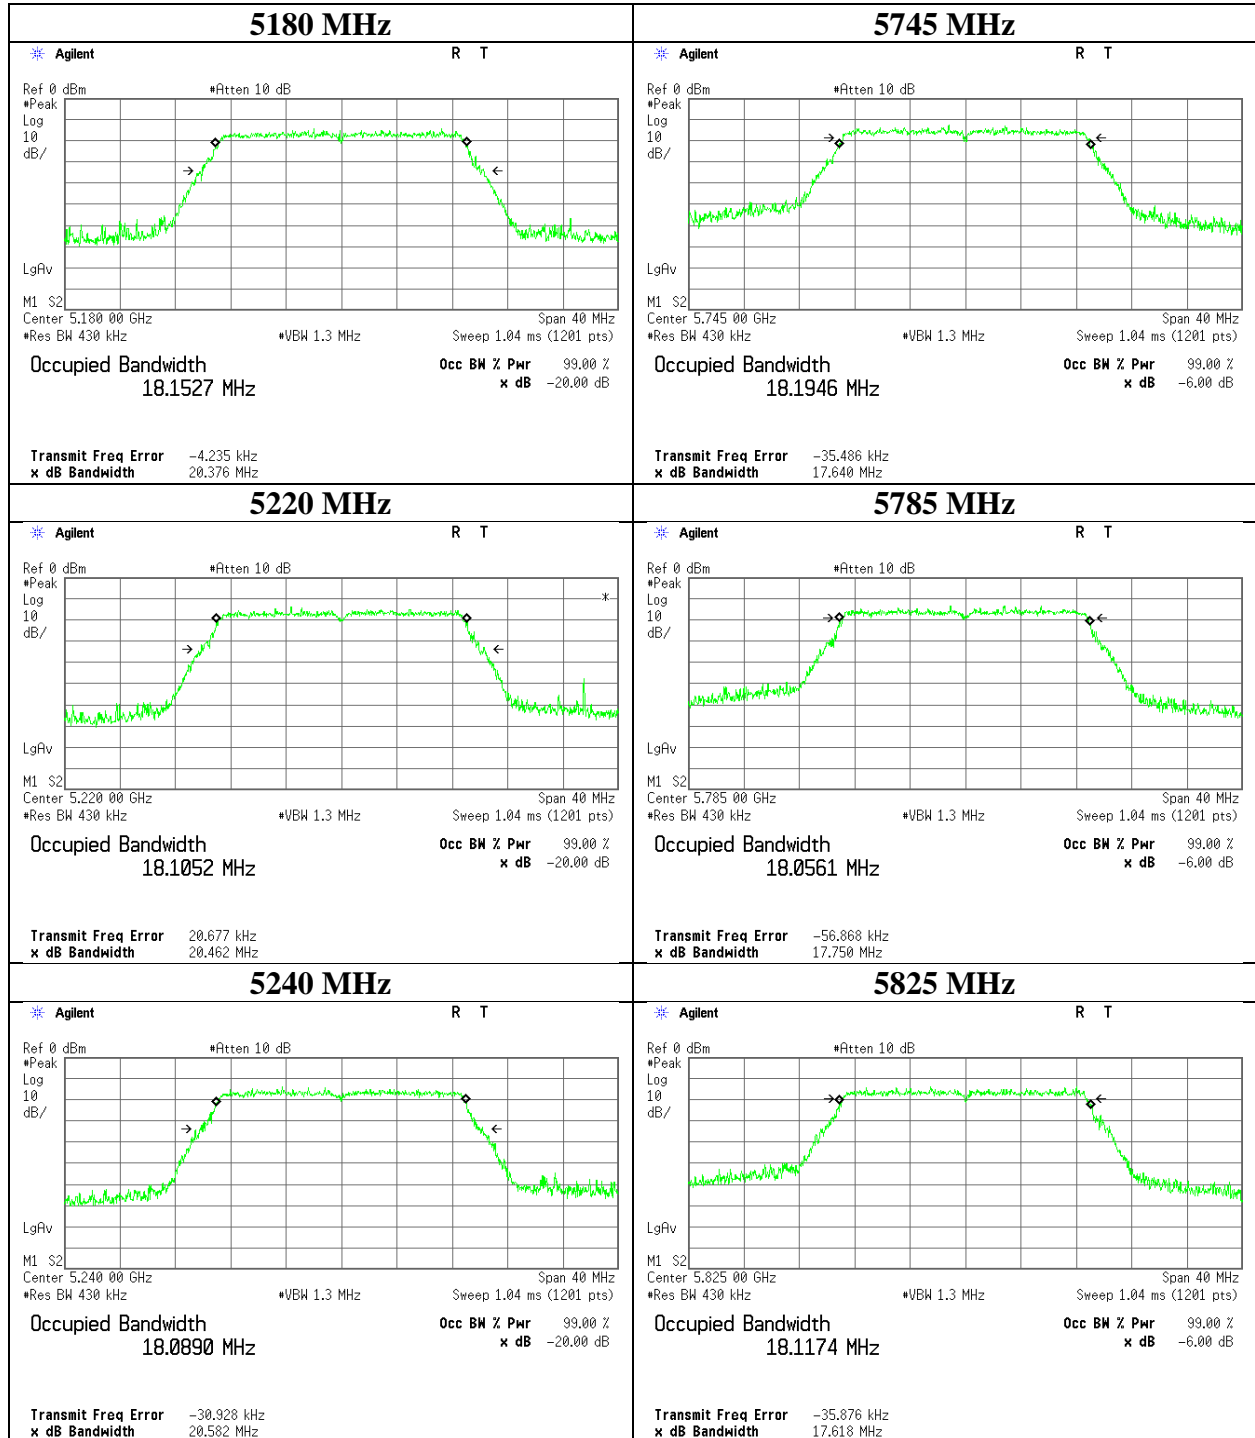 5180 MHz
Agilent R T
Ref 0 dBm #Atten 10 dB
#Peak
Log
10
dB/
LgAv
M1 S2
Center 5.180 00 GHz Span 40 MHz
#Res BW 430 kHz #VBW 1.3 MHz Sweep 1.04 ms (1201 pts)
Occupied Bandwidth Occ BW % Pwr 99.00 %
18.1527 MHz x dB -20.00 dB
Transmit Freq Error -4.235 kHz
x dB Bandwidth 20.376 MHz
5745 MHz
Agilent R T
Ref 0 dBm #Atten 10 dB
#Peak
Log
10
dB/
LgAv
M1 S2
Center 5.745 00 GHz Span 40 MHz
#Res BW 430 kHz #VBW 1.3 MHz Sweep 1.04 ms (1201 pts)
Occupied Bandwidth Occ BW % Pwr 99.00 %
18.1946 MHz x dB -6.00 dB
Transmit Freq Error -35.486 kHz
x dB Bandwidth 17.640 MHz
5220 MHz
Agilent R T
Ref 0 dBm #Atten 10 dB
#Peak
Log
10
dB/
*
LgAv
M1 S2
Center 5.220 00 GHz Span 40 MHz
#Res BW 430 kHz #VBW 1.3 MHz Sweep 1.04 ms (1201 pts)
Occupied Bandwidth Occ BW % Pwr 99.00 %
18.1052 MHz x dB -20.00 dB
Transmit Freq Error 20.677 kHz
x dB Bandwidth 20.462 MHz
5785 MHz
Agilent R T
Ref 0 dBm #Atten 10 dB
#Peak
Log
10
dB/
LgAv
M1 S2
Center 5.785 00 GHz Span 40 MHz
#Res BW 430 kHz #VBW 1.3 MHz Sweep 1.04 ms (1201 pts)
Occupied Bandwidth Occ BW % Pwr 99.00 %
18.0561 MHz x dB -6.00 dB
Transmit Freq Error -56.868 kHz
x dB Bandwidth 17.750 MHz
5240 MHz
Agilent R T
Ref 0 dBm #Atten 10 dB
#Peak
Log
10
dB/
LgAv
M1 S2
Center 5.240 00 GHz Span 40 MHz
#Res BW 430 kHz #VBW 1.3 MHz Sweep 1.04 ms (1201 pts)
Occupied Bandwidth Occ BW % Pwr 99.00 %
18.0890 MHz x dB -20.00 dB
Transmit Freq Error -30.928 kHz
x dB Bandwidth 20.582 MHz
5825 MHz
Agilent R T
Ref 0 dBm #Atten 10 dB
#Peak
Log
10
dB/
LgAv
M1 S2
Center 5.825 00 GHz Span 40 MHz
#Res BW 430 kHz #VBW 1.3 MHz Sweep 1.04 ms (1201 pts)
Occupied Bandwidth Occ BW % Pwr 99.00 %
18.1174 MHz x dB -6.00 dB
Transmit Freq Error -35.876 kHz
x dB Bandwidth 17.618 MHz